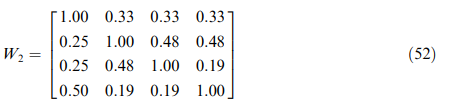 1.00 0.33 0.33 0.33
0.25 1.00 0.48 0.48
W₂ = (52)
0.25 0.48 1.00 0.19
0.50 0.19 0.19 1.00